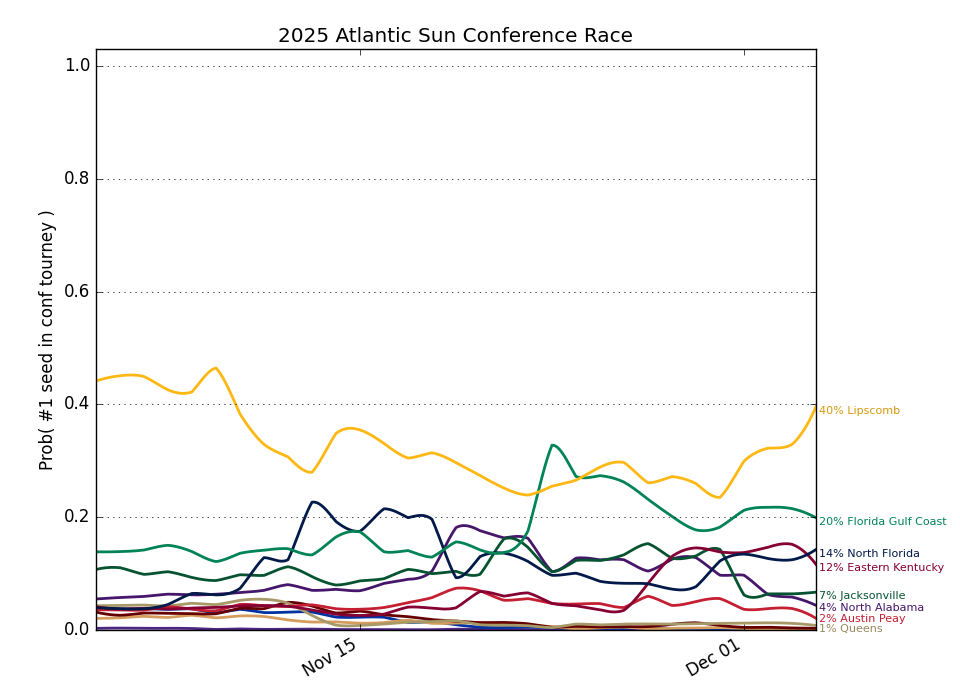 2025 Atlantic Sun Conference Race
Prob( #1 seed in conf tourney )
1.0
0.8
0.6
0.4
0.2
0.0
Nov 15
Dec 01
40% Lipscomb
20% Florida Gulf Coast
14% North Florida
12% Eastern Kentucky
7% Jacksonville
4% North Alabama
2% Austin Peay
1% Queens